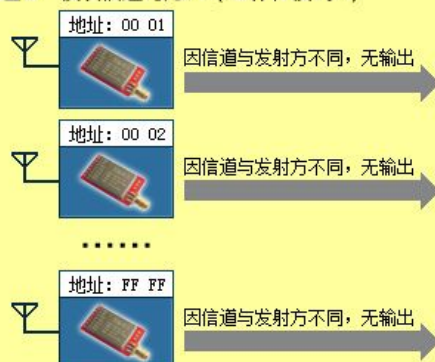 地址：00 01
因信道与发射方不同，无输出
地址：00 02
因信道与发射方不同，无输出
......
地址：FF FF
因信道与发射方不同，无输出